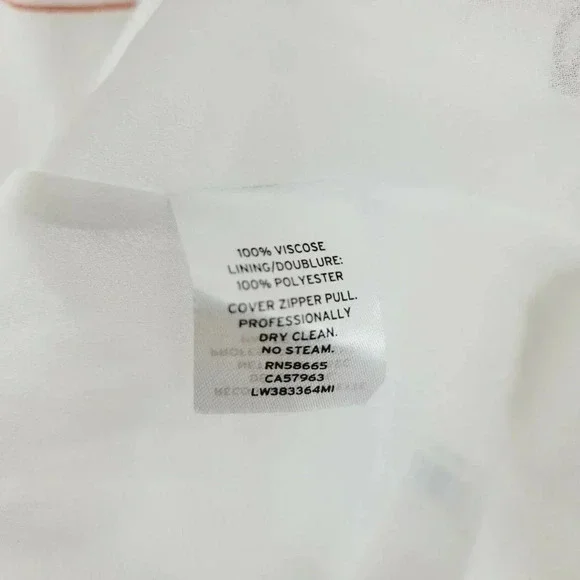 100% VISCOSE
LINING/DOUBLURE:
100% POLYESTER
COVER ZIPPER PULL.
PROFESSIONALLY
DRY CLEAN.
NO STEAM.
RN58665
CA57963
LW383364MI